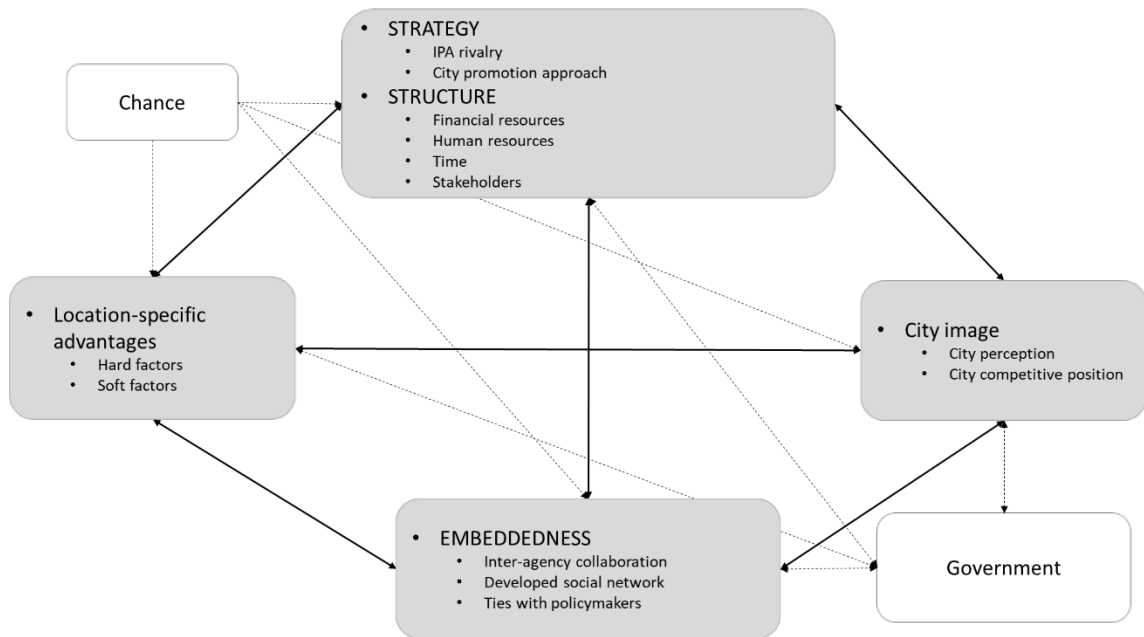 • STRATEGY
• IPA rivalry
• City promotion approach
• STRUCTURE
• Financial resources
• Human resources
• Time
• Stakeholders
Chance
• Location-specific
advantages
• Hard factors
• Soft factors
• City image
• City perception
• City competitive position
• EMBEDDEDNESS
• Inter-agency collaboration
• Developed social network
• Ties with policymakers
Government